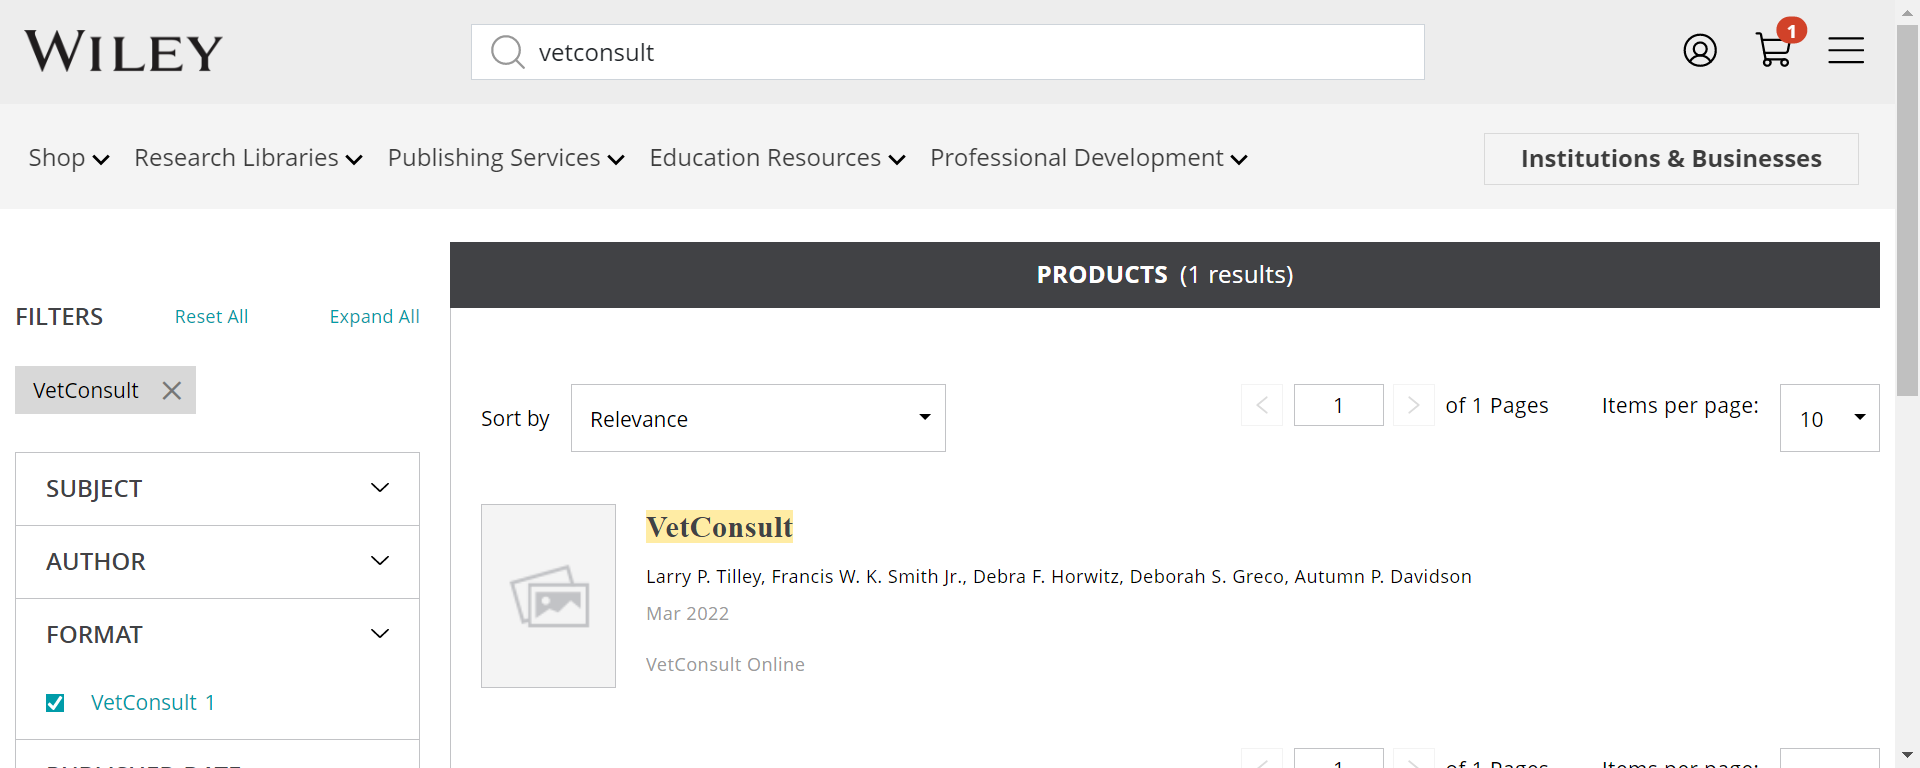 WILEY
vetconsult
1
Shop
Research Libraries
Publishing Services
Education Resources
Professional Development
Institutions & Businesses
PRODUCTS (1 results)
FILTERS
Reset All
Expand All
VetConsult
SUBJECT
AUTHOR
FORMAT
VetConsult 1
Sort by
Relevance
1
of 1 Pages
Items per page:
10
VetConsult
Larry P. Tilley, Francis W. K. Smith Jr., Debra F. Horwitz, Deborah S. Greco, Autumn P. Davidson
Mar 2022
VetConsult Online
1
of 1 Pages
Items per page: